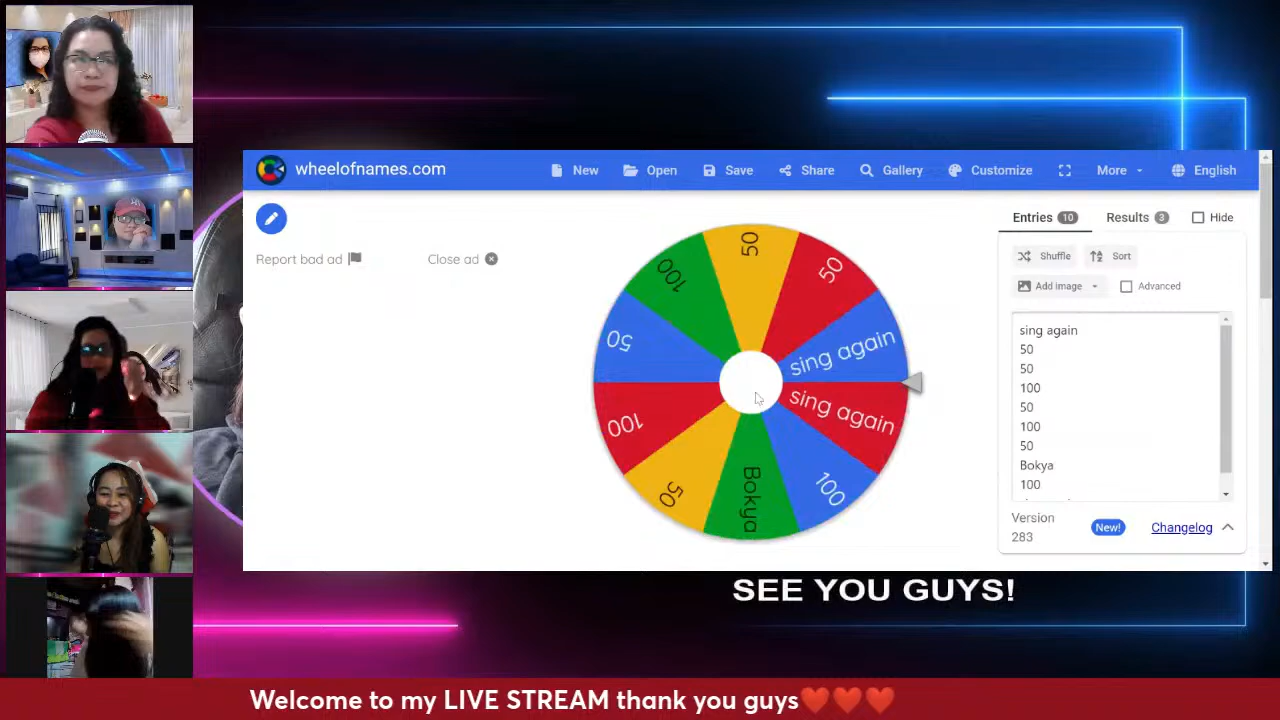 wheelofnames.com
New
Open
Save
Share
Gallery
Customize
More
English
Report bad ad
Close ad
Entries 10
Results 3
Hide
Shuffle
Sort
Add image
Advanced
sing again
50
50
100
50
100
50
Bokya
100
Version
283
New!
Changelog
50
50
sing again
sing again
100
Bokya
50
100
50
100
SEE YOU GUYS!
Welcome to my LIVE STREAM thank you guys❤️❤️❤️